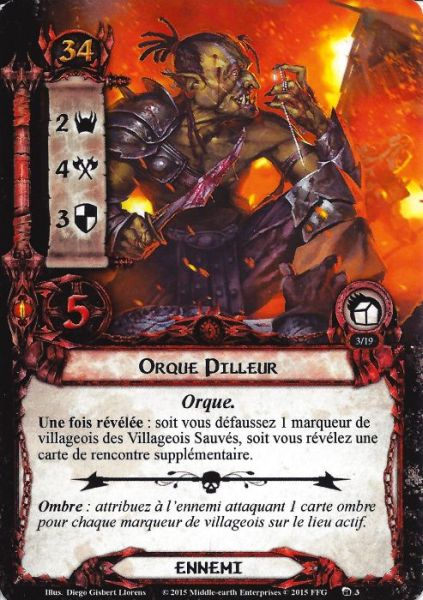 34
2
4
3
5
3/19
Orque Pilleur
Orque.
Une fois révélée : soit vous défaussez 1 marqueur de
villageois des Villageois Sauvés, soit vous révélez une
carte de rencontre supplémentaire.
Ombre : attribuez à l'ennemi attaquant 1 carte ombre
pour chaque marqueur de villageois sur le lieu actif.
ENNEMI
Illus. Diego Gisbert Llorens © 2015 Middle-earth Enterprises © 2015 FFG 3